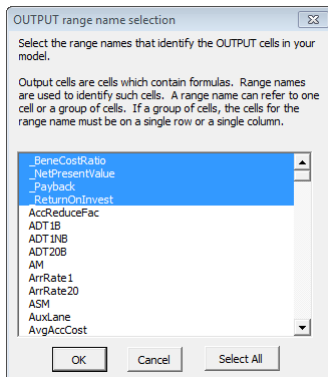 OUTPUT range name selection
Select the range names that identify the OUTPUT cells in your
model.
Output cells are cells which contain formulas. Range names
are used to identify such cells. A range name can refer to one
cell or a group of cells. If a group of cells, the cells for the
range name must be on a single row or a single column.
_BeneCostRatio
_NetPresentValue
_Payback
_ReturnOnInvest
AccReduceFac
ADT1B
ADT1NB
ADT20B
AM
ArrRate1
ArrRate20
ASM
AuxLane
AvgAccCost
OK
Cancel
Select All